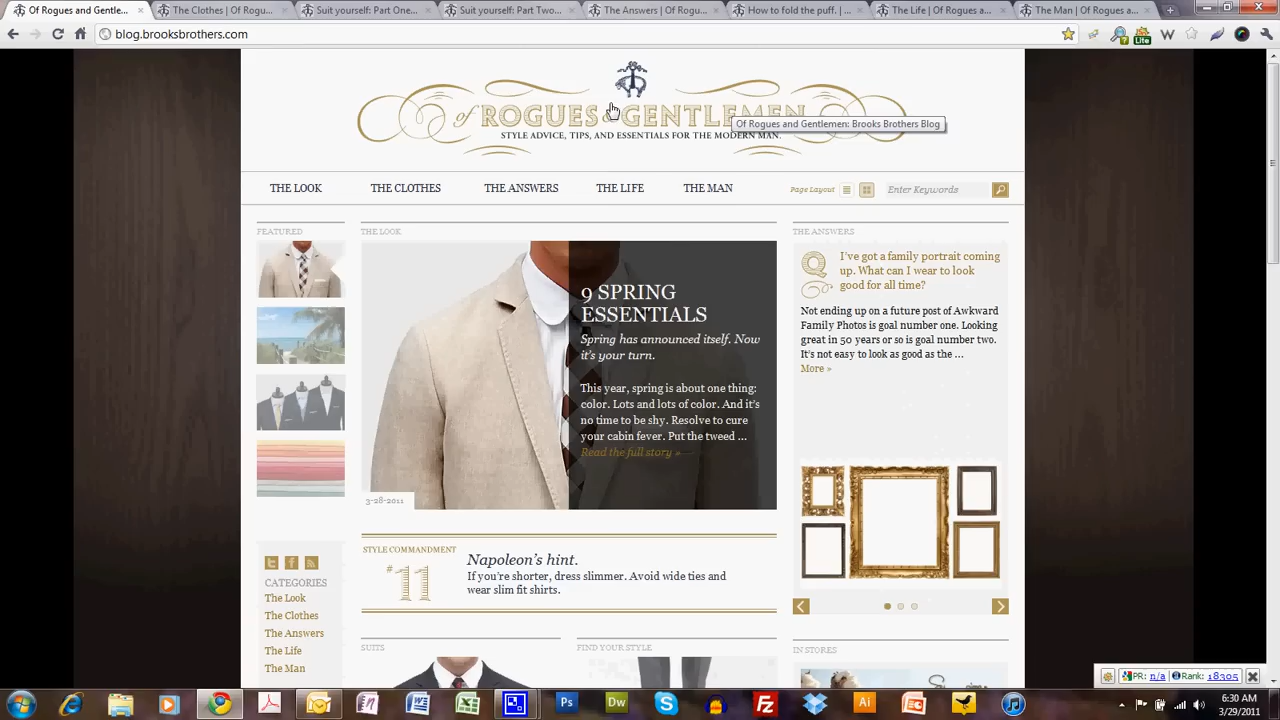 Of Rogues and Gentle...
The Clothes | Of Rogu...
Suit yourself: Part One...
Suit yourself: Part Two...
The Answers | Of Rogu...
How to fold the puff. | ...
The Life | Of Rogues a...
The Man | Of Rogues a...
blog.brooksbrothers.com
of ROGUES & GENTLEMEN
Of Rogues and Gentlemen: Brooks Brothers Blog
STYLE ADVICE, TIPS, AND ESSENTIALS FOR THE MODERN MAN.
THE LOOK
THE CLOTHES
THE ANSWERS
THE LIFE
THE MAN
Page Layout
Enter Keywords
FEATURED
THE LOOK
9 SPRING
ESSENTIALS
Spring has announced itself. Now
it's your turn.
This year, spring is about one thing:
color. Lots and lots of color. And it's
no time to be shy. Resolve to cure
your cabin fever. Put the tweed ...
Read the full story »
3-28-2011
THE ANSWERS
Q
I've got a family portrait coming
up. What can I wear to look
good for all time?
Not ending up on a future post of Awkward
Family Photos is goal number one. Looking
great in 50 years or so is goal number two.
It's not easy to look as good as the ...
More »
STYLE COMMANDMENT
#11
Napoleon's hint.
If you're shorter, dress slimmer. Avoid wide ties and
wear slim fit shirts.
CATEGORIES
The Look
The Clothes
The Answers
The Life
The Man
SUITS
FIND YOUR STYLE
IN STORES
PR: n/a
Rank: 18305
6:30 AM
3/29/2011